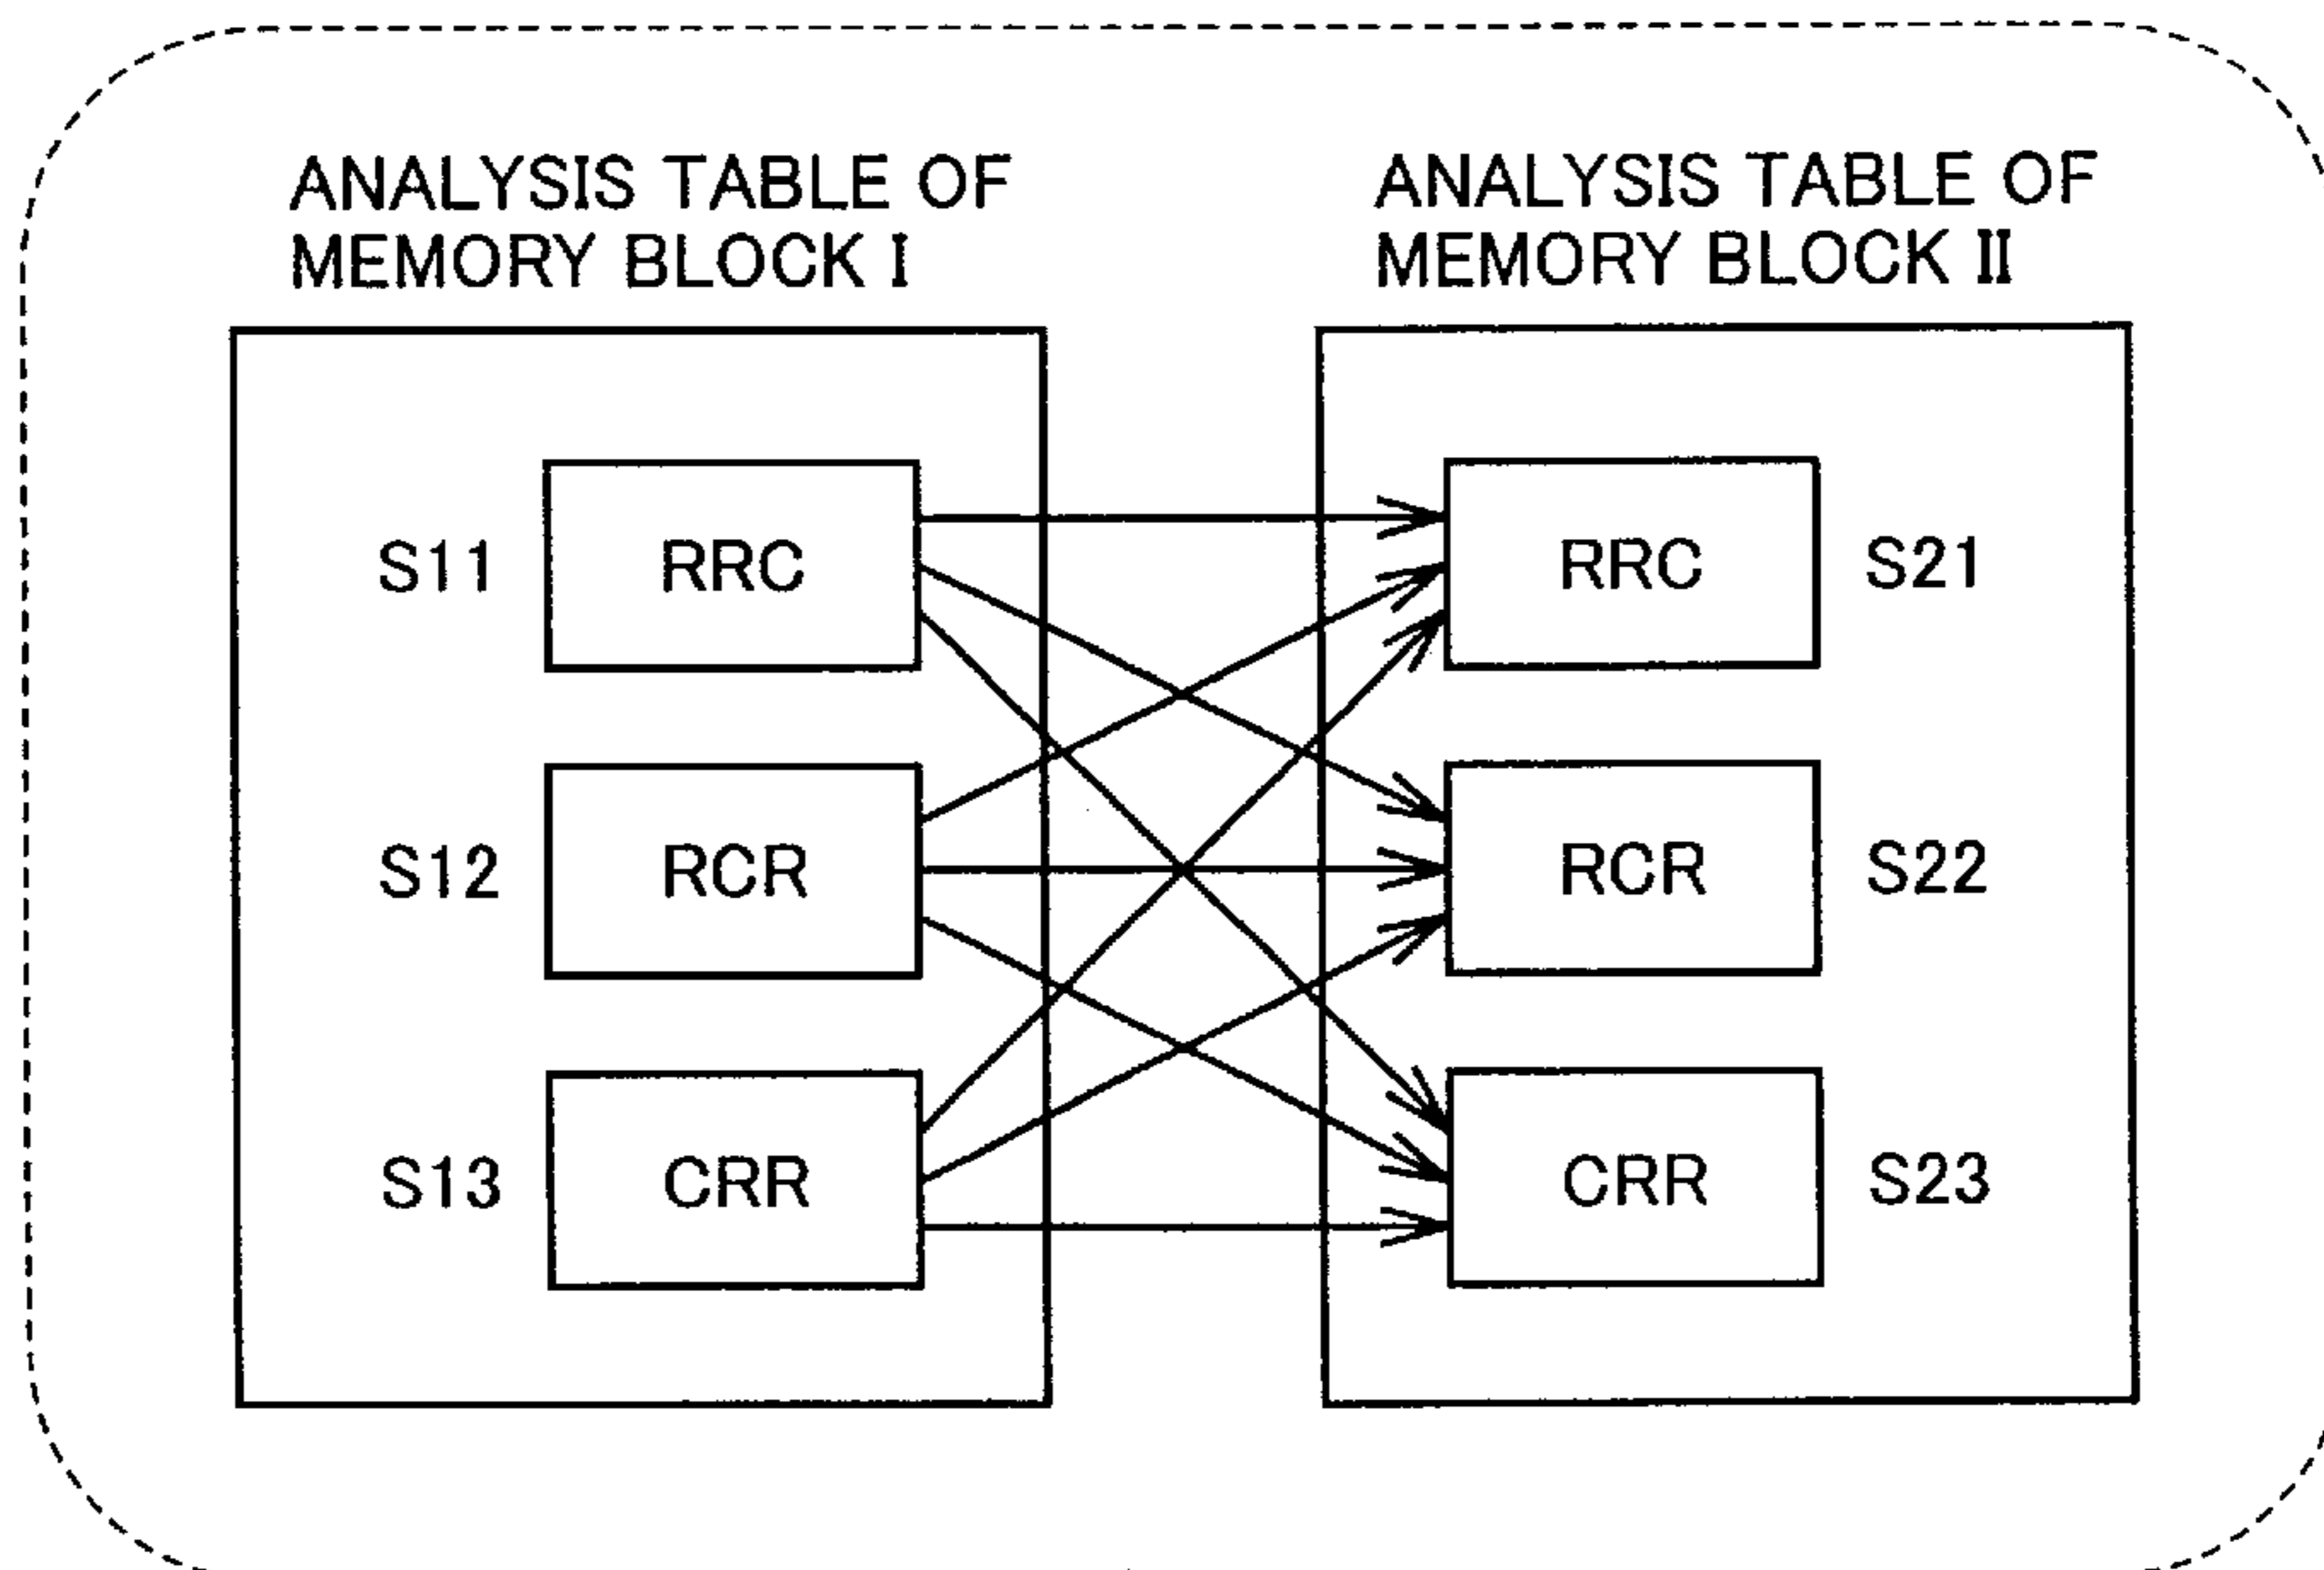 ANALYSIS TABLE OF
MEMORY BLOCK I
ANALYSIS TABLE OF
MEMORY BLOCK II
S11 RRC RRC S21
S12 RCR RCR S22
S13 CRR CRR S23